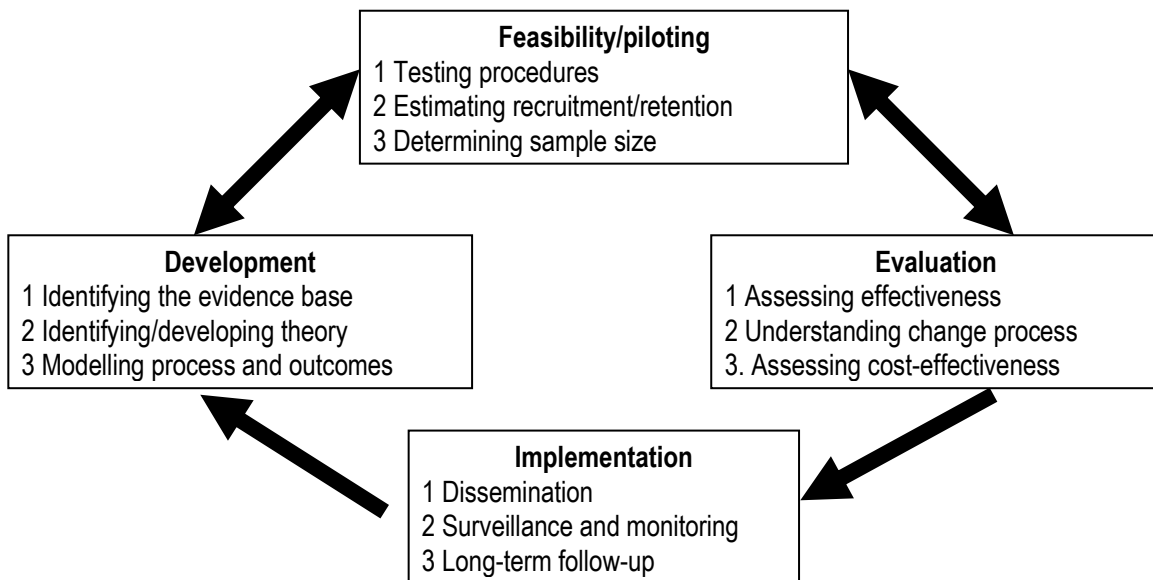 Feasibility/piloting
1 Testing procedures
2 Estimating recruitment/retention
3 Determining sample size
Development
1 Identifying the evidence base
2 Identifying/developing theory
3 Modelling process and outcomes
Evaluation
1 Assessing effectiveness
2 Understanding change process
3. Assessing cost-effectiveness
Implementation
1 Dissemination
2 Surveillance and monitoring
3 Long-term follow-up